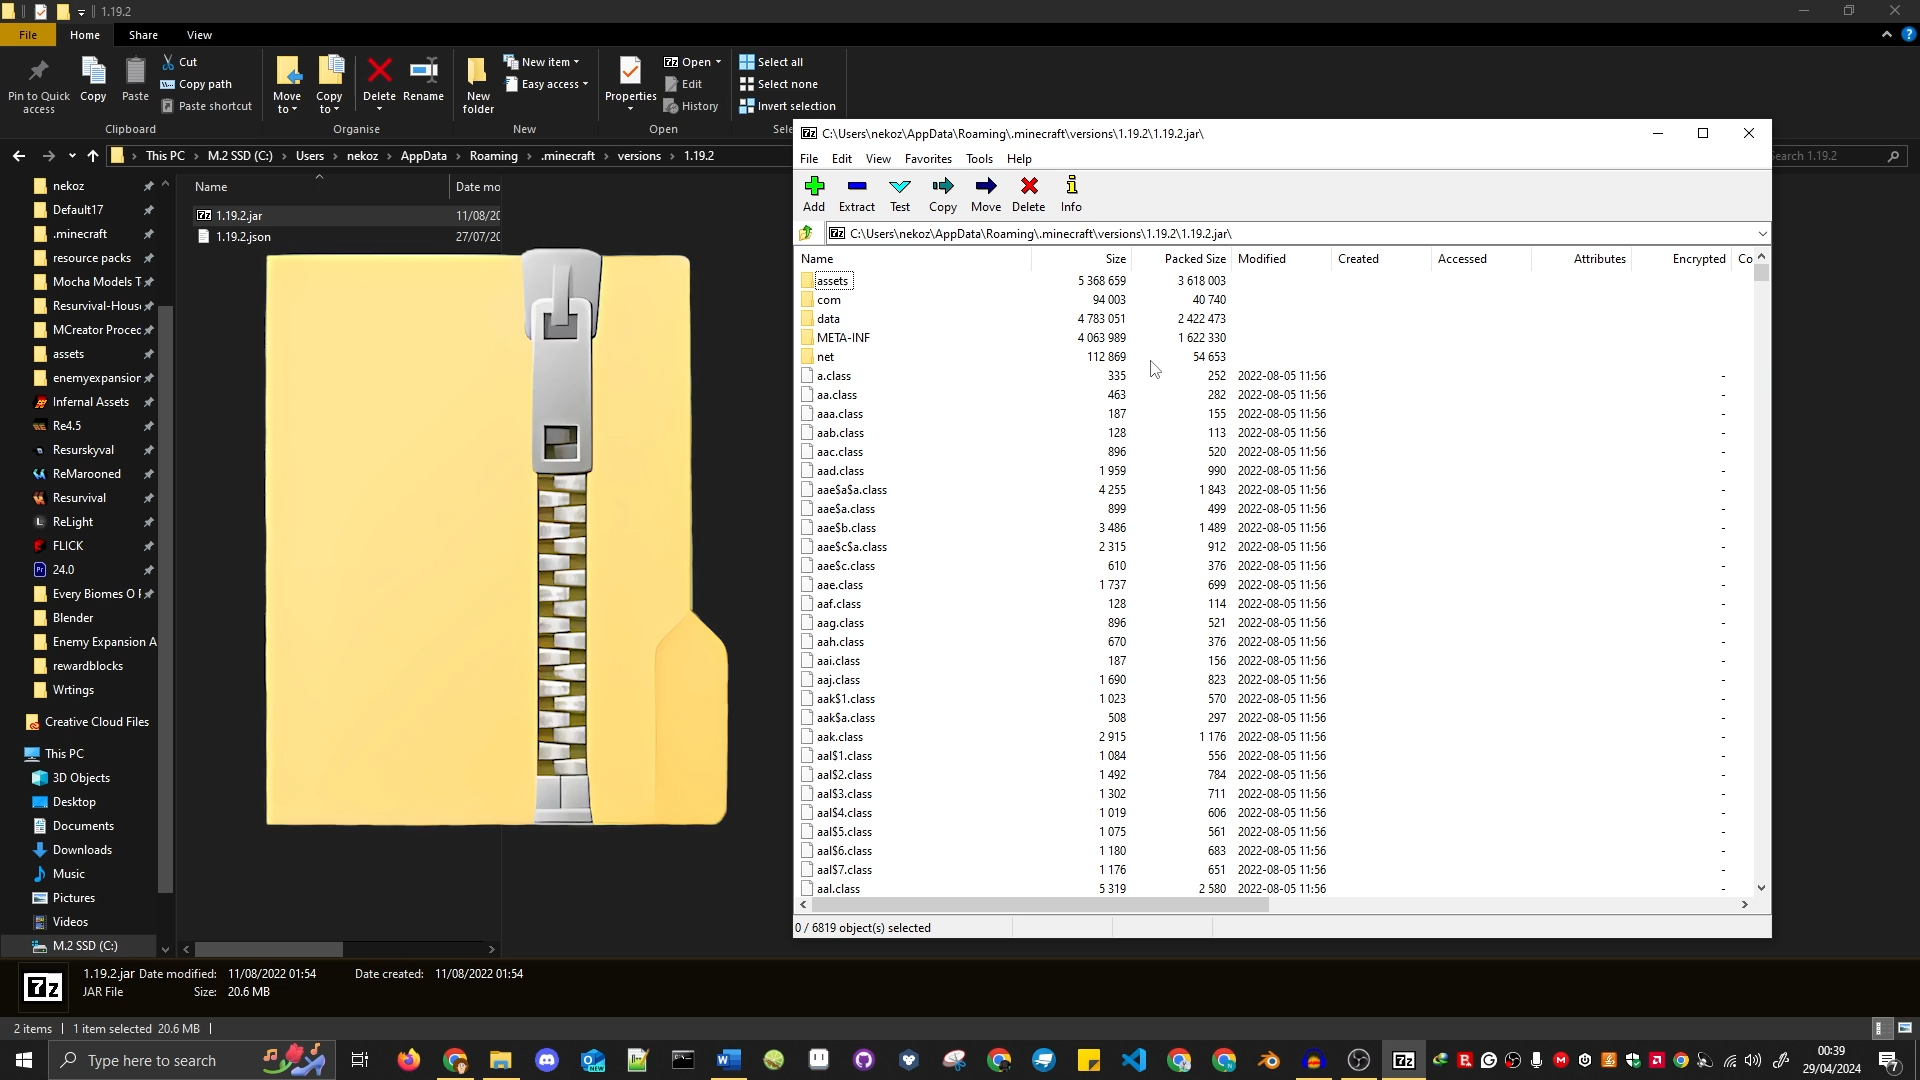 1.19.2
File Home Share View
Pin to Quick access
Copy
Paste
Cut
Copy path
Paste shortcut
Clipboard
Move to
Copy to
Delete
Rename
Organise
New folder
New item
Easy access
New
Properties
Open
Edit
History
Open
Select all
Select none
Invert selection
Sele
This PC > M.2 SSD (C:) > Users > nekoz > AppData > Roaming > .minecraft > versions > 1.19.2
Search 1.19.2
nekoz
Default17
.minecraft
resource packs
Mocha Models T
Resurvival-Hous
MCreator Proced
assets
enemyexpansion
Infernal Assets
Re4.5
Resurskyval
ReMarooned
Resurvival
ReLight
FLICK
24.0
Every Biomes O F
Blender
Enemy Expansion A
rewardblocks
Wrtings
Creative Cloud Files
This PC
3D Objects
Desktop
Documents
Downloads
Music
Pictures
Videos
M.2 SSD (C:)
Name Date mo
1.19.2.jar 11/08/20
1.19.2.json 27/07/20
7z C:\Users\nekoz\AppData\Roaming\.minecraft\versions\1.19.2\1.19.2.jar\
File Edit View Favorites Tools Help
Add Extract Test Copy Move Delete Info
7z C:\Users\nekoz\AppData\Roaming\.minecraft\versions\1.19.2\1.19.2.jar\
Name Size Packed Size Modified Created Accessed Attributes Encrypted Co
assets 5 368 659 3 618 003
com 94 003 40 740
data 4 783 051 2 422 473
META-INF 4 063 989 1 622 330
net 112 869 54 653
a.class 335 252 2022-08-05 11:56 -
aa.class 463 282 2022-08-05 11:56 -
aaa.class 187 155 2022-08-05 11:56 -
aab.class 128 113 2022-08-05 11:56 -
aac.class 896 520 2022-08-05 11:56 -
aad.class 1 959 990 2022-08-05 11:56 -
aae$a$a.class 4 255 1 843 2022-08-05 11:56 -
aae$a.class 899 499 2022-08-05 11:56 -
aae$b.class 3 486 1 489 2022-08-05 11:56 -
aae$c$a.class 2 315 912 2022-08-05 11:56 -
aae$c.class 610 376 2022-08-05 11:56 -
aae.class 1 737 699 2022-08-05 11:56 -
aaf.class 128 114 2022-08-05 11:56 -
aag.class 896 521 2022-08-05 11:56 -
aah.class 670 376 2022-08-05 11:56 -
aai.class 187 156 2022-08-05 11:56 -
aaj.class 1 690 823 2022-08-05 11:56 -
aak$1.class 1 023 570 2022-08-05 11:56 -
aak$a.class 508 297 2022-08-05 11:56 -
aak.class 2 915 1 176 2022-08-05 11:56 -
aal$1.class 1 084 556 2022-08-05 11:56 -
aal$2.class 1 492 784 2022-08-05 11:56 -
aal$3.class 1 302 711 2022-08-05 11:56 -
aal$4.class 1 019 606 2022-08-05 11:56 -
aal$5.class 1 075 561 2022-08-05 11:56 -
aal$6.class 1 180 683 2022-08-05 11:56 -
aal$7.class 1 176 651 2022-08-05 11:56 -
aal.class 5 319 2 580 2022-08-05 11:56 -
0 / 6819 object(s) selected
7z
1.19.2.jar Date modified: 11/08/2022 01:54 Date created: 11/08/2022 01:54
JAR File Size: 20.6 MB
2 items 1 item selected 20.6 MB
Type here to search
00:39
29/04/2024